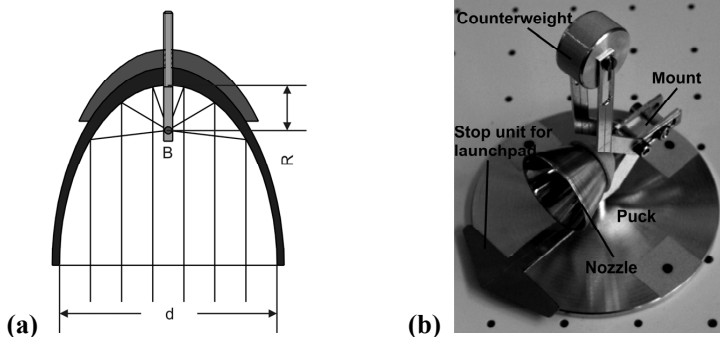 B
R
d
(a)
Counterweight
Mount
Stop unit for
launchpad
Puck
Nozzle
(b)